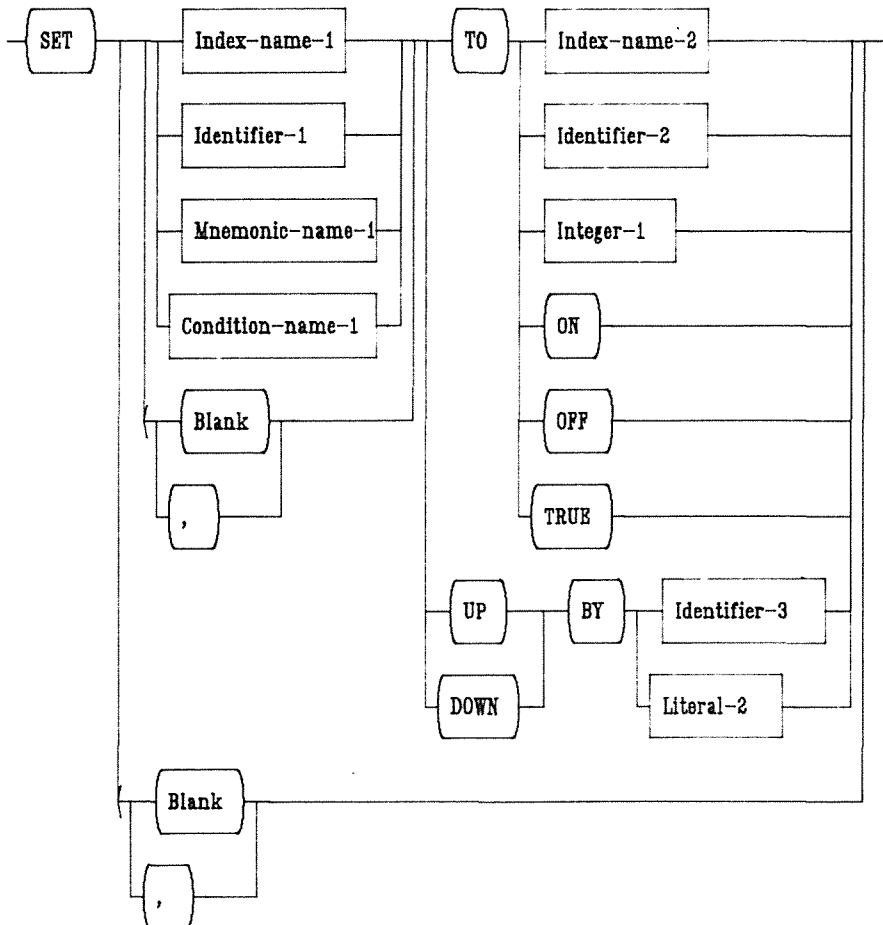 SET
Index-name-1
TO
Index-name-2
Identifier-1
Identifier-2
Mnemonic-name-1
Integer-1
Condition-name-1
ON
Blank
OFF
,
TRUE
UP
BY
Identifier-3
DOWN
Literal-2
Blank
,